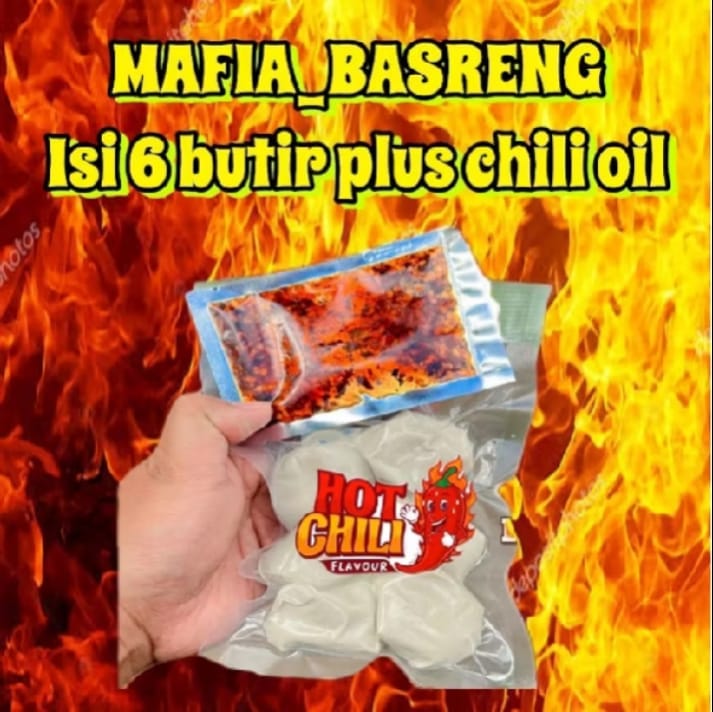 MAFIA_BASRENG
Isi 6 butir plus chili oil
HOT
CHILI
FLAVOUR